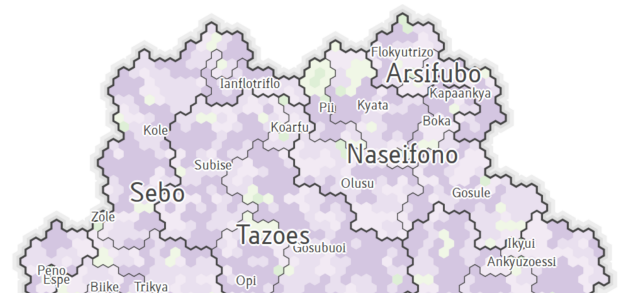 Flokyutrizo
Arsifubo
Ianflotriflo
Kapaankya
Pii
Kyata
Boka
Koarfu
Kole
Naseifono
Subise
Olusu
Sebo
Gosule
Zole
Tazoes
Gosubuoi
Ikyui
Ankyuzoessi
Peno
Espe
Opi
Biike
Trikya